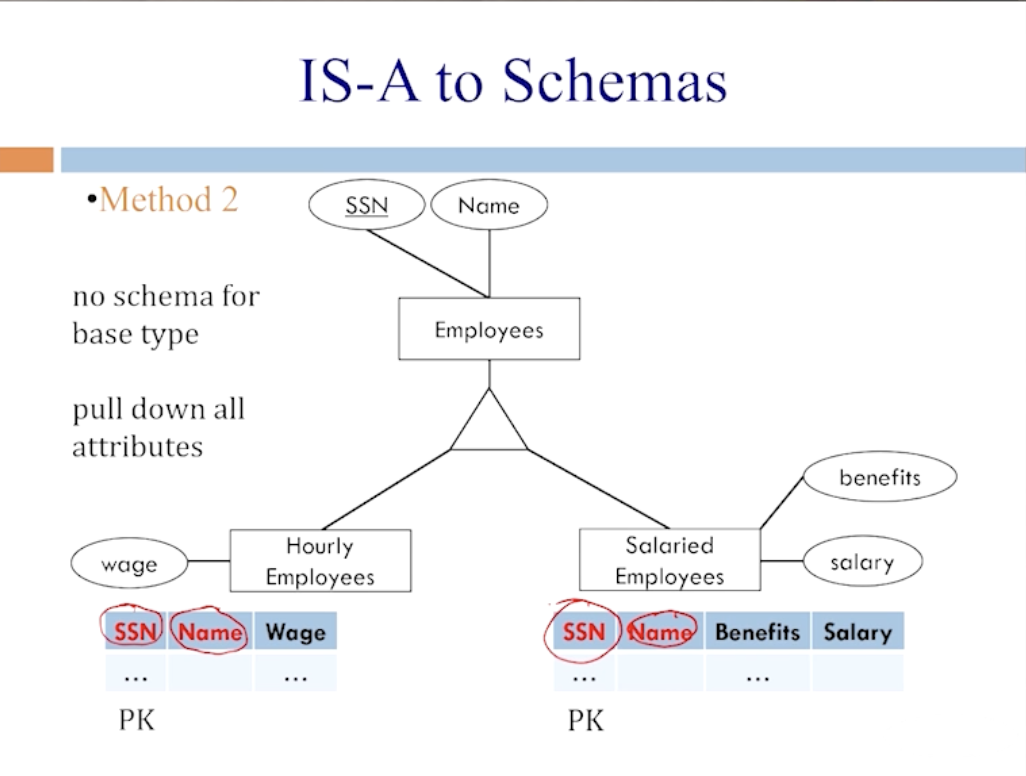 IS-A to Schemas
•Method 2
SSN
Name
no schema for
base type
Employees
pull down all
attributes
benefits
wage
Hourly
Employees
Salaried
Employees
salary
SSN Name Wage
... ...
PK
SSN Name Benefits Salary
... ...
PK